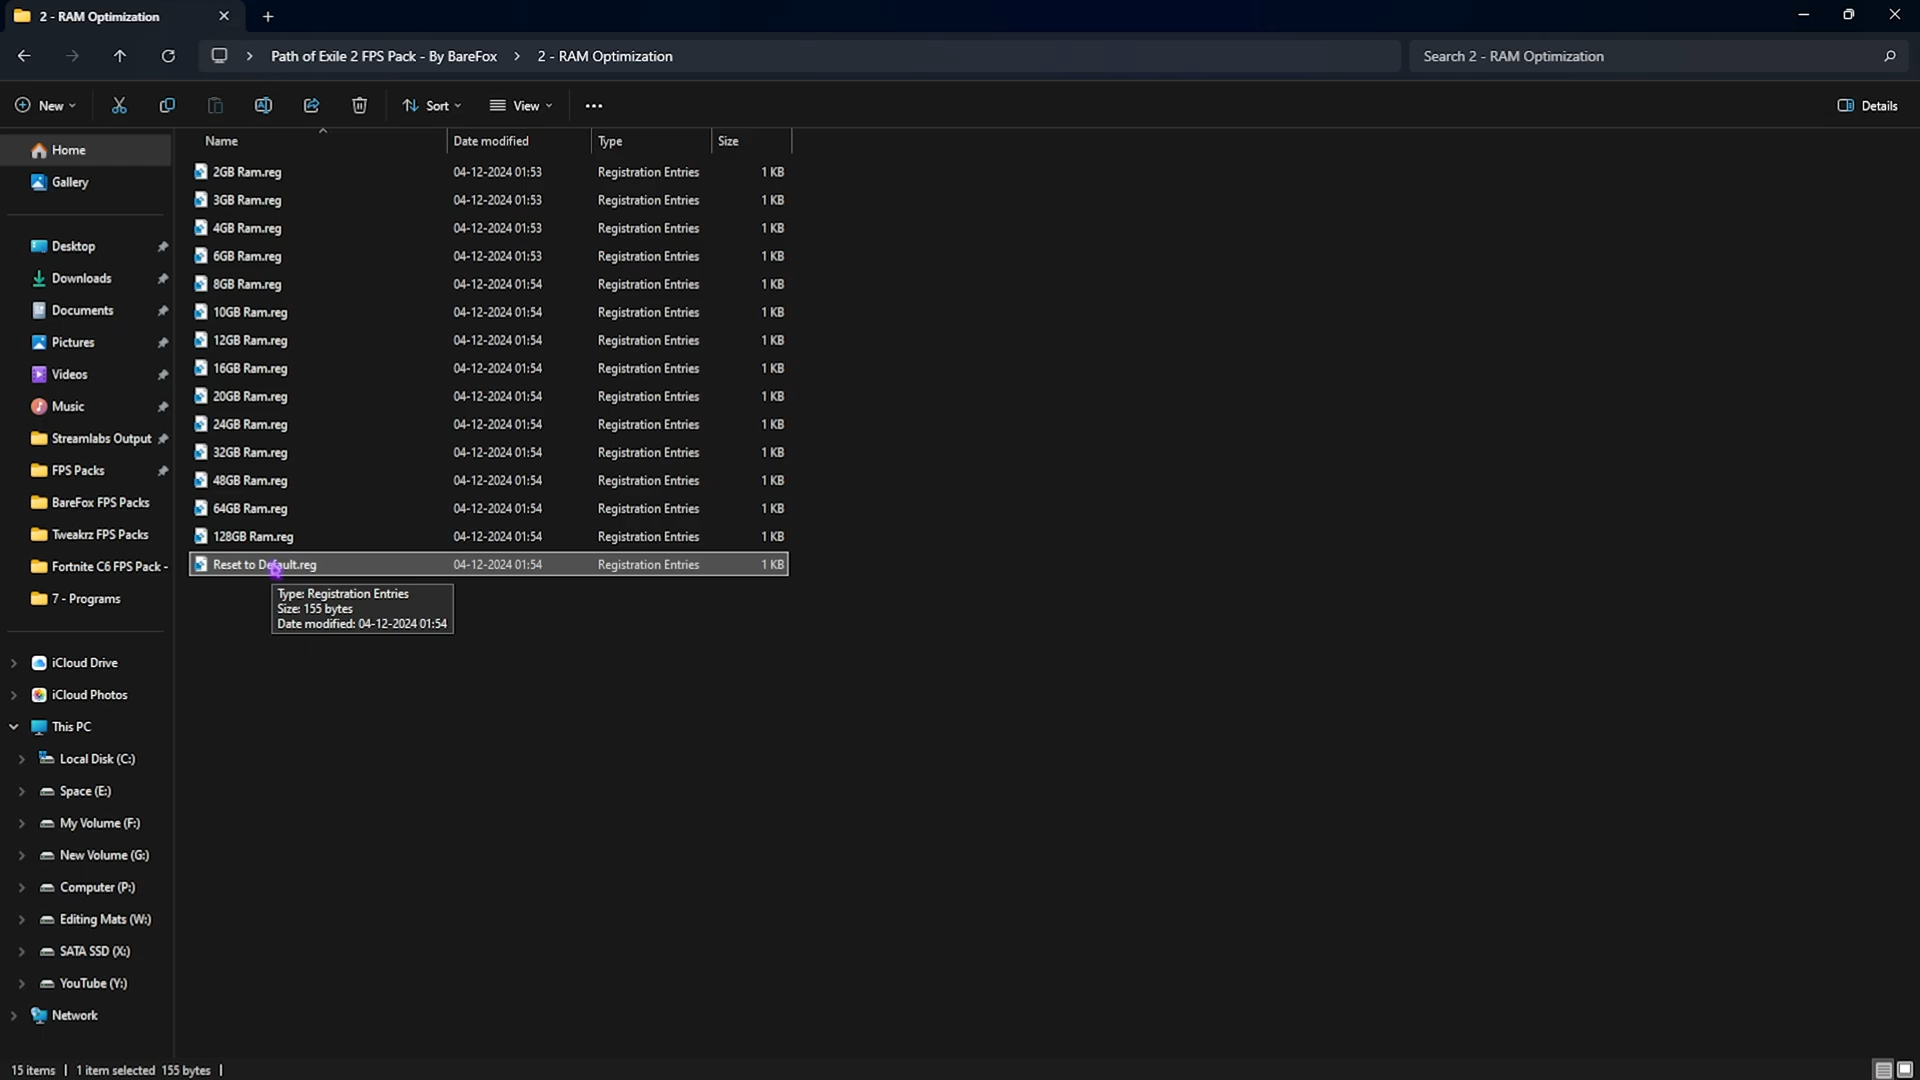 2 - RAM Optimization
Path of Exile 2 FPS Pack - By BareFox > 2 - RAM Optimization
Search 2 - RAM Optimization
New
Sort
View
Details
Name Date modified Type Size
Home
Gallery
Desktop
Downloads
Documents
Pictures
Videos
Music
Streamlabs Output
FPS Packs
BareFox FPS Packs
Tweakrz FPS Packs
Fortnite C6 FPS Pack -
7 - Programs
iCloud Drive
iCloud Photos
This PC
Local Disk (C:)
Space (E:)
My Volume (F:)
New Volume (G:)
Computer (P:)
Editing Mats (W:)
SATA SSD (X:)
YouTube (Y:)
Network
2GB Ram.reg 04-12-2024 01:53 Registration Entries 1 KB
3GB Ram.reg 04-12-2024 01:53 Registration Entries 1 KB
4GB Ram.reg 04-12-2024 01:53 Registration Entries 1 KB
6GB Ram.reg 04-12-2024 01:53 Registration Entries 1 KB
8GB Ram.reg 04-12-2024 01:54 Registration Entries 1 KB
10GB Ram.reg 04-12-2024 01:54 Registration Entries 1 KB
12GB Ram.reg 04-12-2024 01:54 Registration Entries 1 KB
16GB Ram.reg 04-12-2024 01:54 Registration Entries 1 KB
20GB Ram.reg 04-12-2024 01:54 Registration Entries 1 KB
24GB Ram.reg 04-12-2024 01:54 Registration Entries 1 KB
32GB Ram.reg 04-12-2024 01:54 Registration Entries 1 KB
48GB Ram.reg 04-12-2024 01:54 Registration Entries 1 KB
64GB Ram.reg 04-12-2024 01:54 Registration Entries 1 KB
128GB Ram.reg 04-12-2024 01:54 Registration Entries 1 KB
Reset to Default.reg 04-12-2024 01:54 Registration Entries 1 KB
Type: Registration Entries
Size: 155 bytes
Date modified: 04-12-2024 01:54
15 items | 1 item selected 155 bytes |